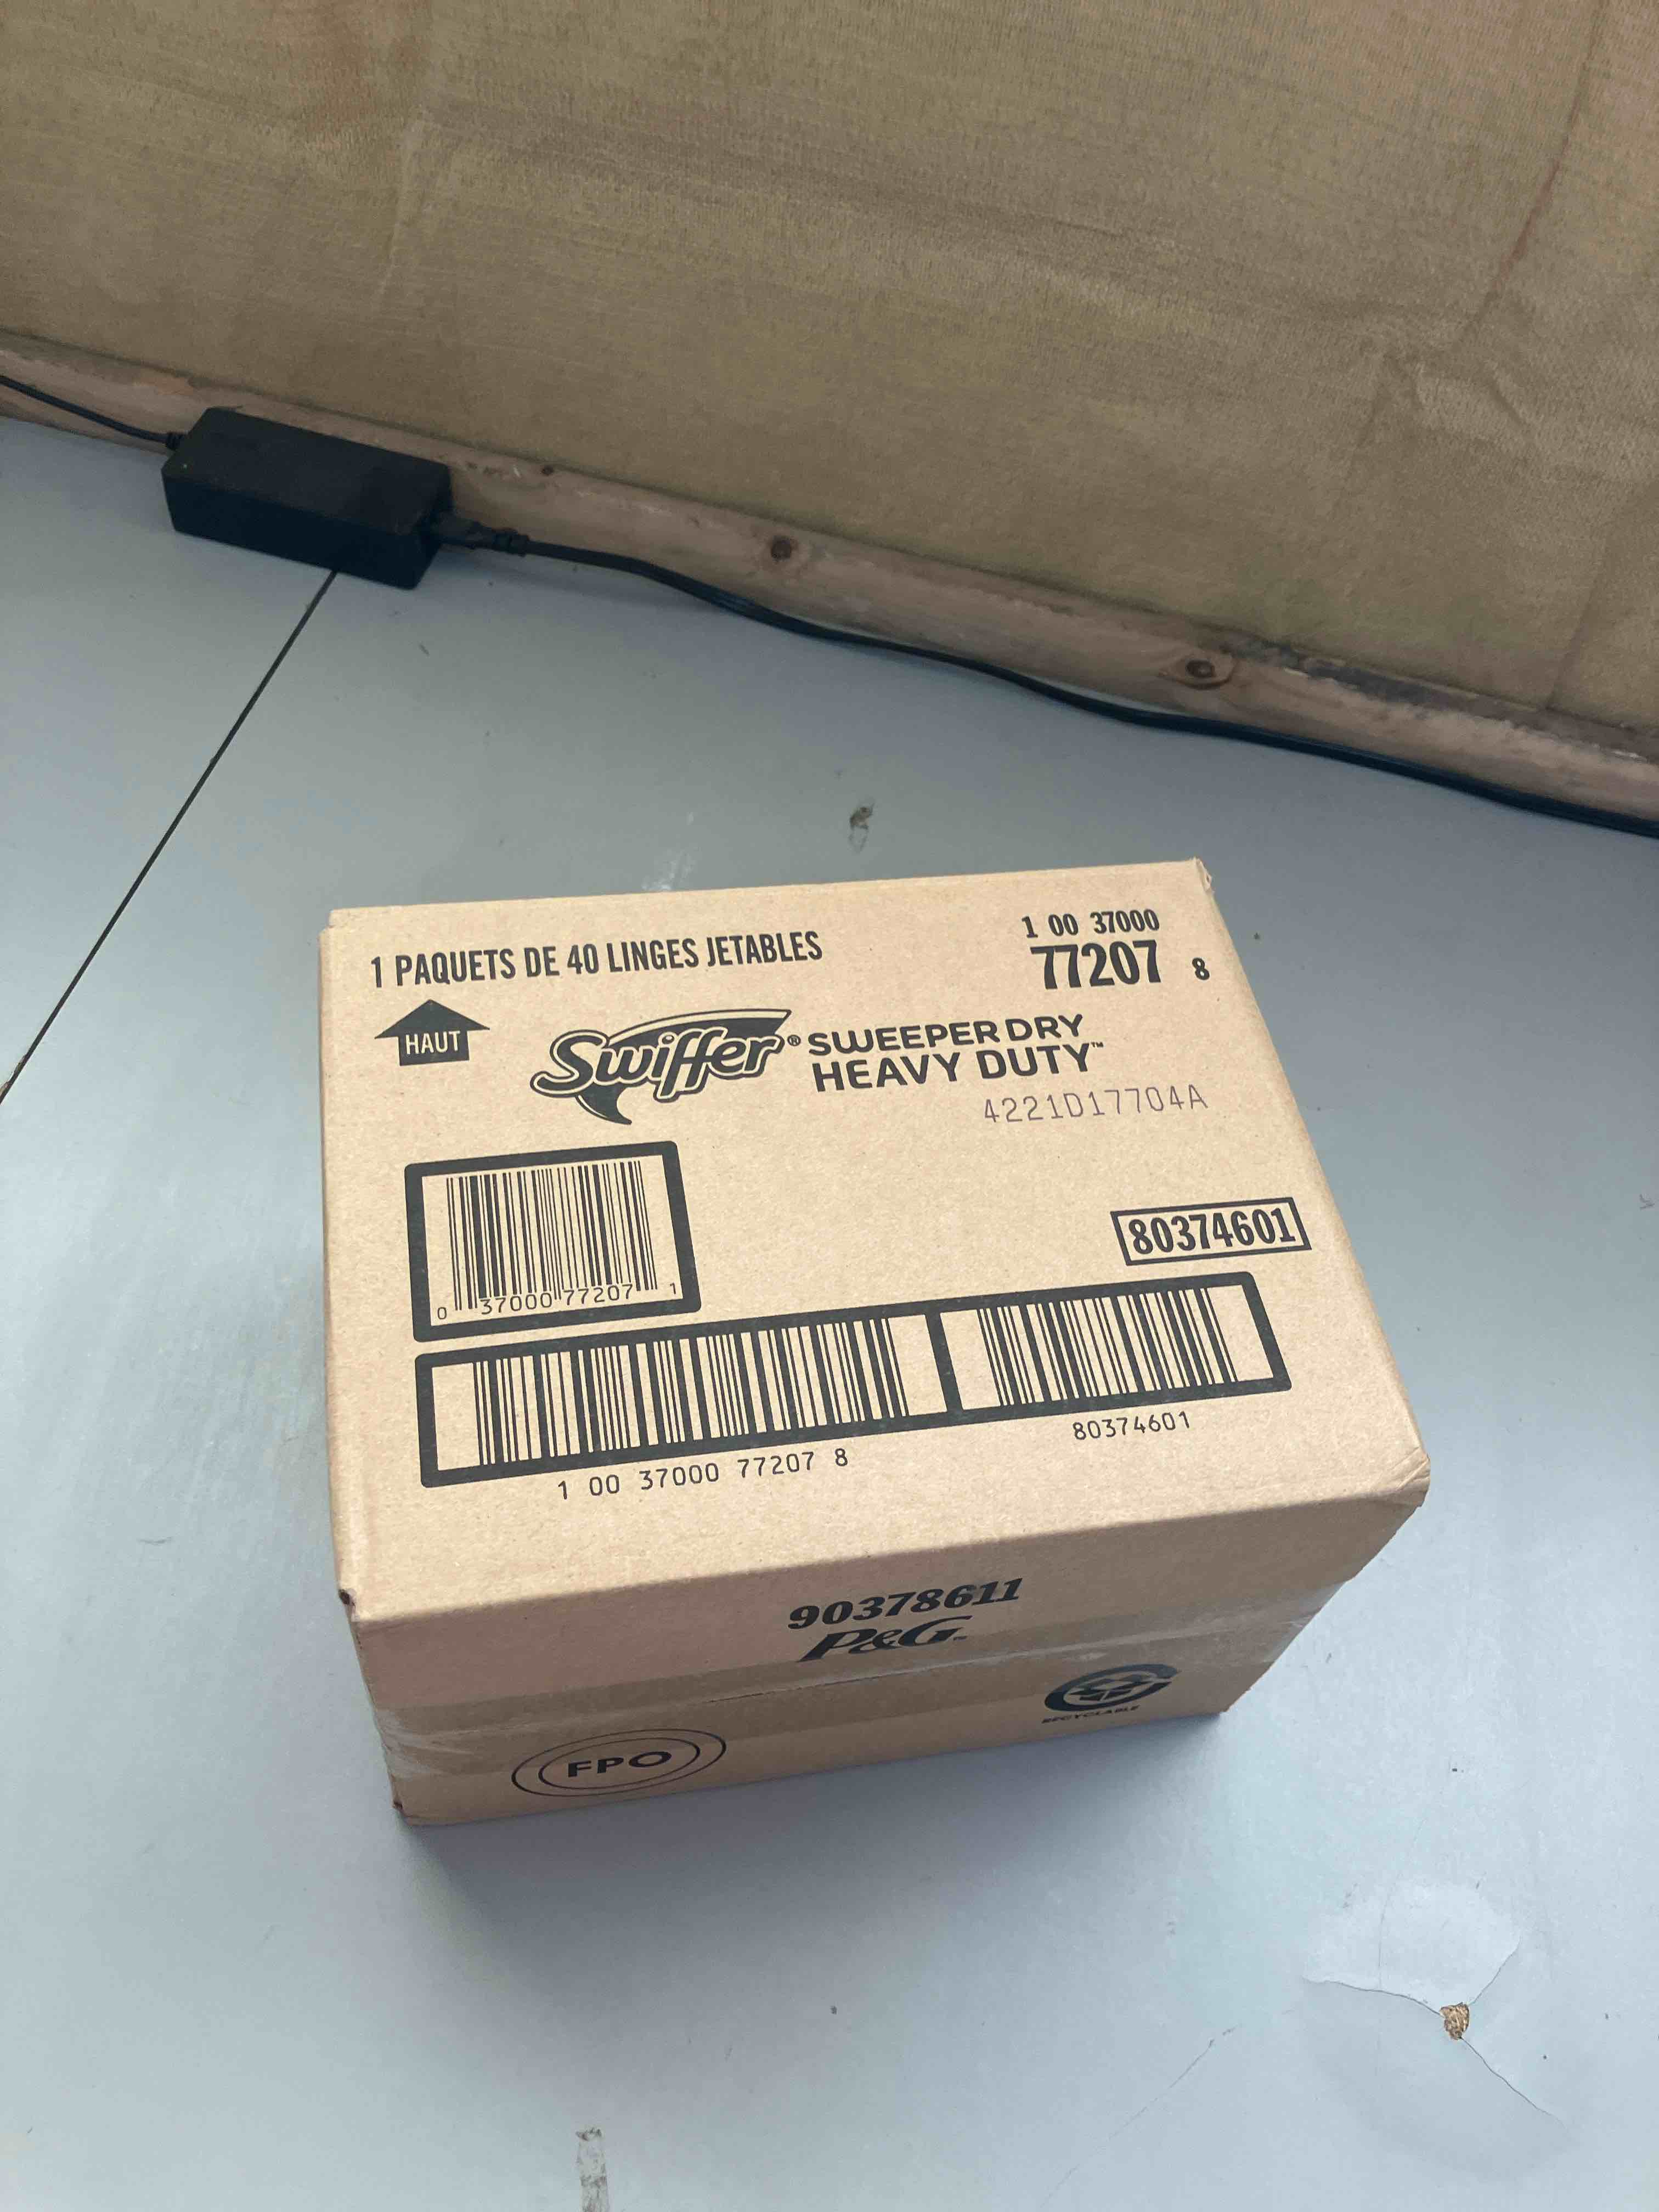 1 PAQUETS DE 40 LINGES JETABLES
1 00 37000
77207 8
HAUT
Swiffer® SWEEPER DRY
HEAVY DUTY™
4221D17704A
0 37000 77207 1
80374601
1 00 37000 77207 8
80374601
90378611
P&G™
FPO
RECYCLABLE